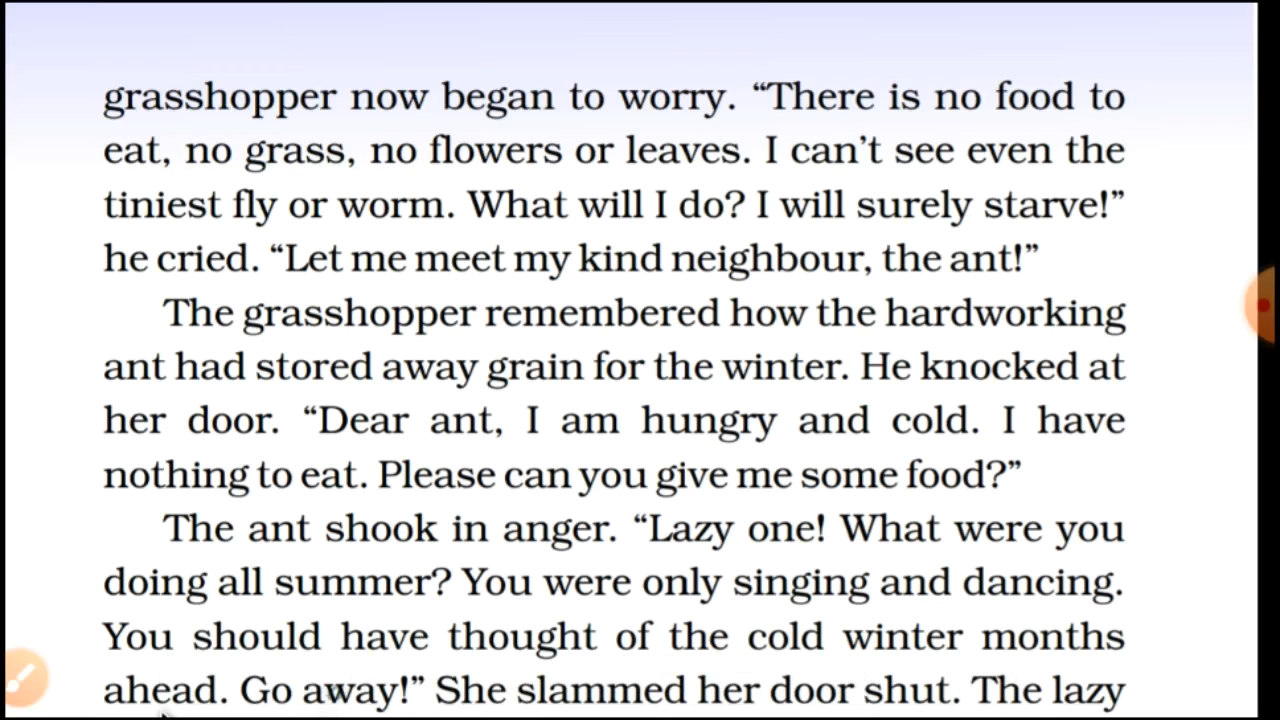 grasshopper now began to worry. “There is no food to
eat, no grass, no flowers or leaves. I can’t see even the
tiniest fly or worm. What will I do? I will surely starve!”
he cried. “Let me meet my kind neighbour, the ant!”
The grasshopper remembered how the hardworking
ant had stored away grain for the winter. He knocked at
her door. “Dear ant, I am hungry and cold. I have
nothing to eat. Please can you give me some food?”
The ant shook in anger. “Lazy one! What were you
doing all summer? You were only singing and dancing.
You should have thought of the cold winter months
ahead. Go away!” She slammed her door shut. The lazy